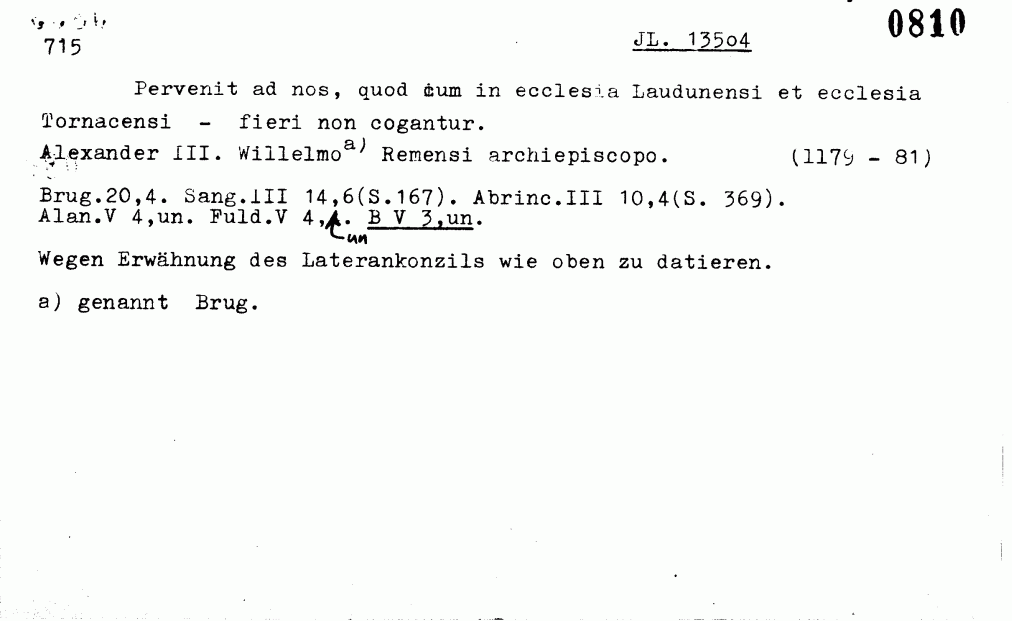 0810
715 JL. 13504
Pervenit ad nos, quod cum in ecclesia Laudunensi et ecclesia
Tornacensi - fieri non cogantur.
Alexander III. Willelmo a) Remensi archiepiscopo. (1179 - 81)
Brug.20,4. Sang.III 14,6(S.167). Abrinc.III 10,4(S. 369).
Alan.V 4,un. Fuld.V 4,un. B V 3,un.
Wegen Erwähnung des Laterankonzils wie oben zu datieren.
a) genannt Brug.